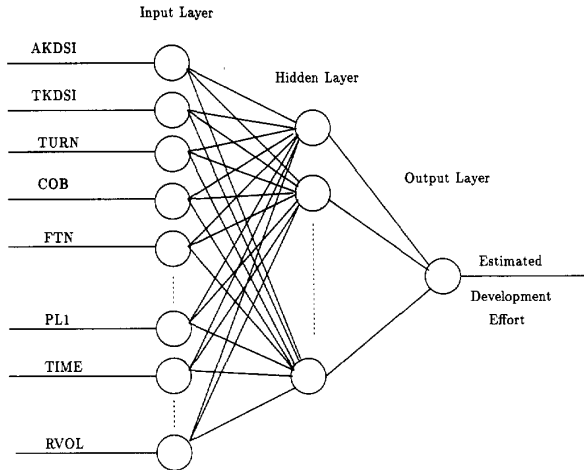 Input Layer
AKDSI
Hidden Layer
TKDSI
TURN
Output Layer
COB
FTN
Estimated
Development
Effort
PL1
TIME
RVOL